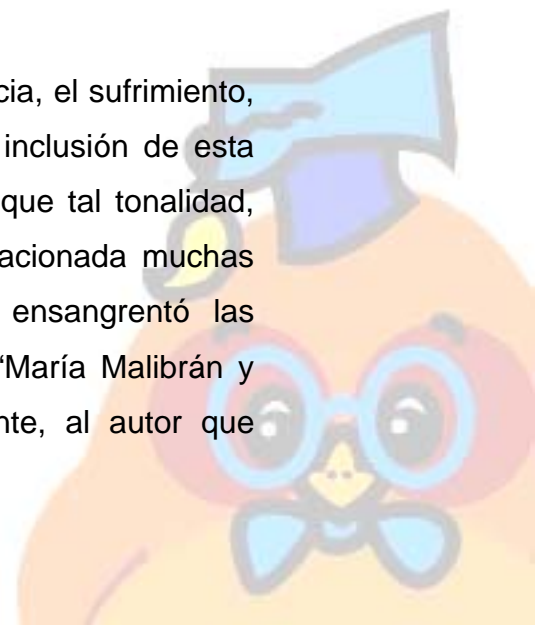 cia, el sufrimiento,
inclusión de esta
que tal tonalidad,
acionada muchas
ensangrentó las
“María Malibrán y
nte, al autor que